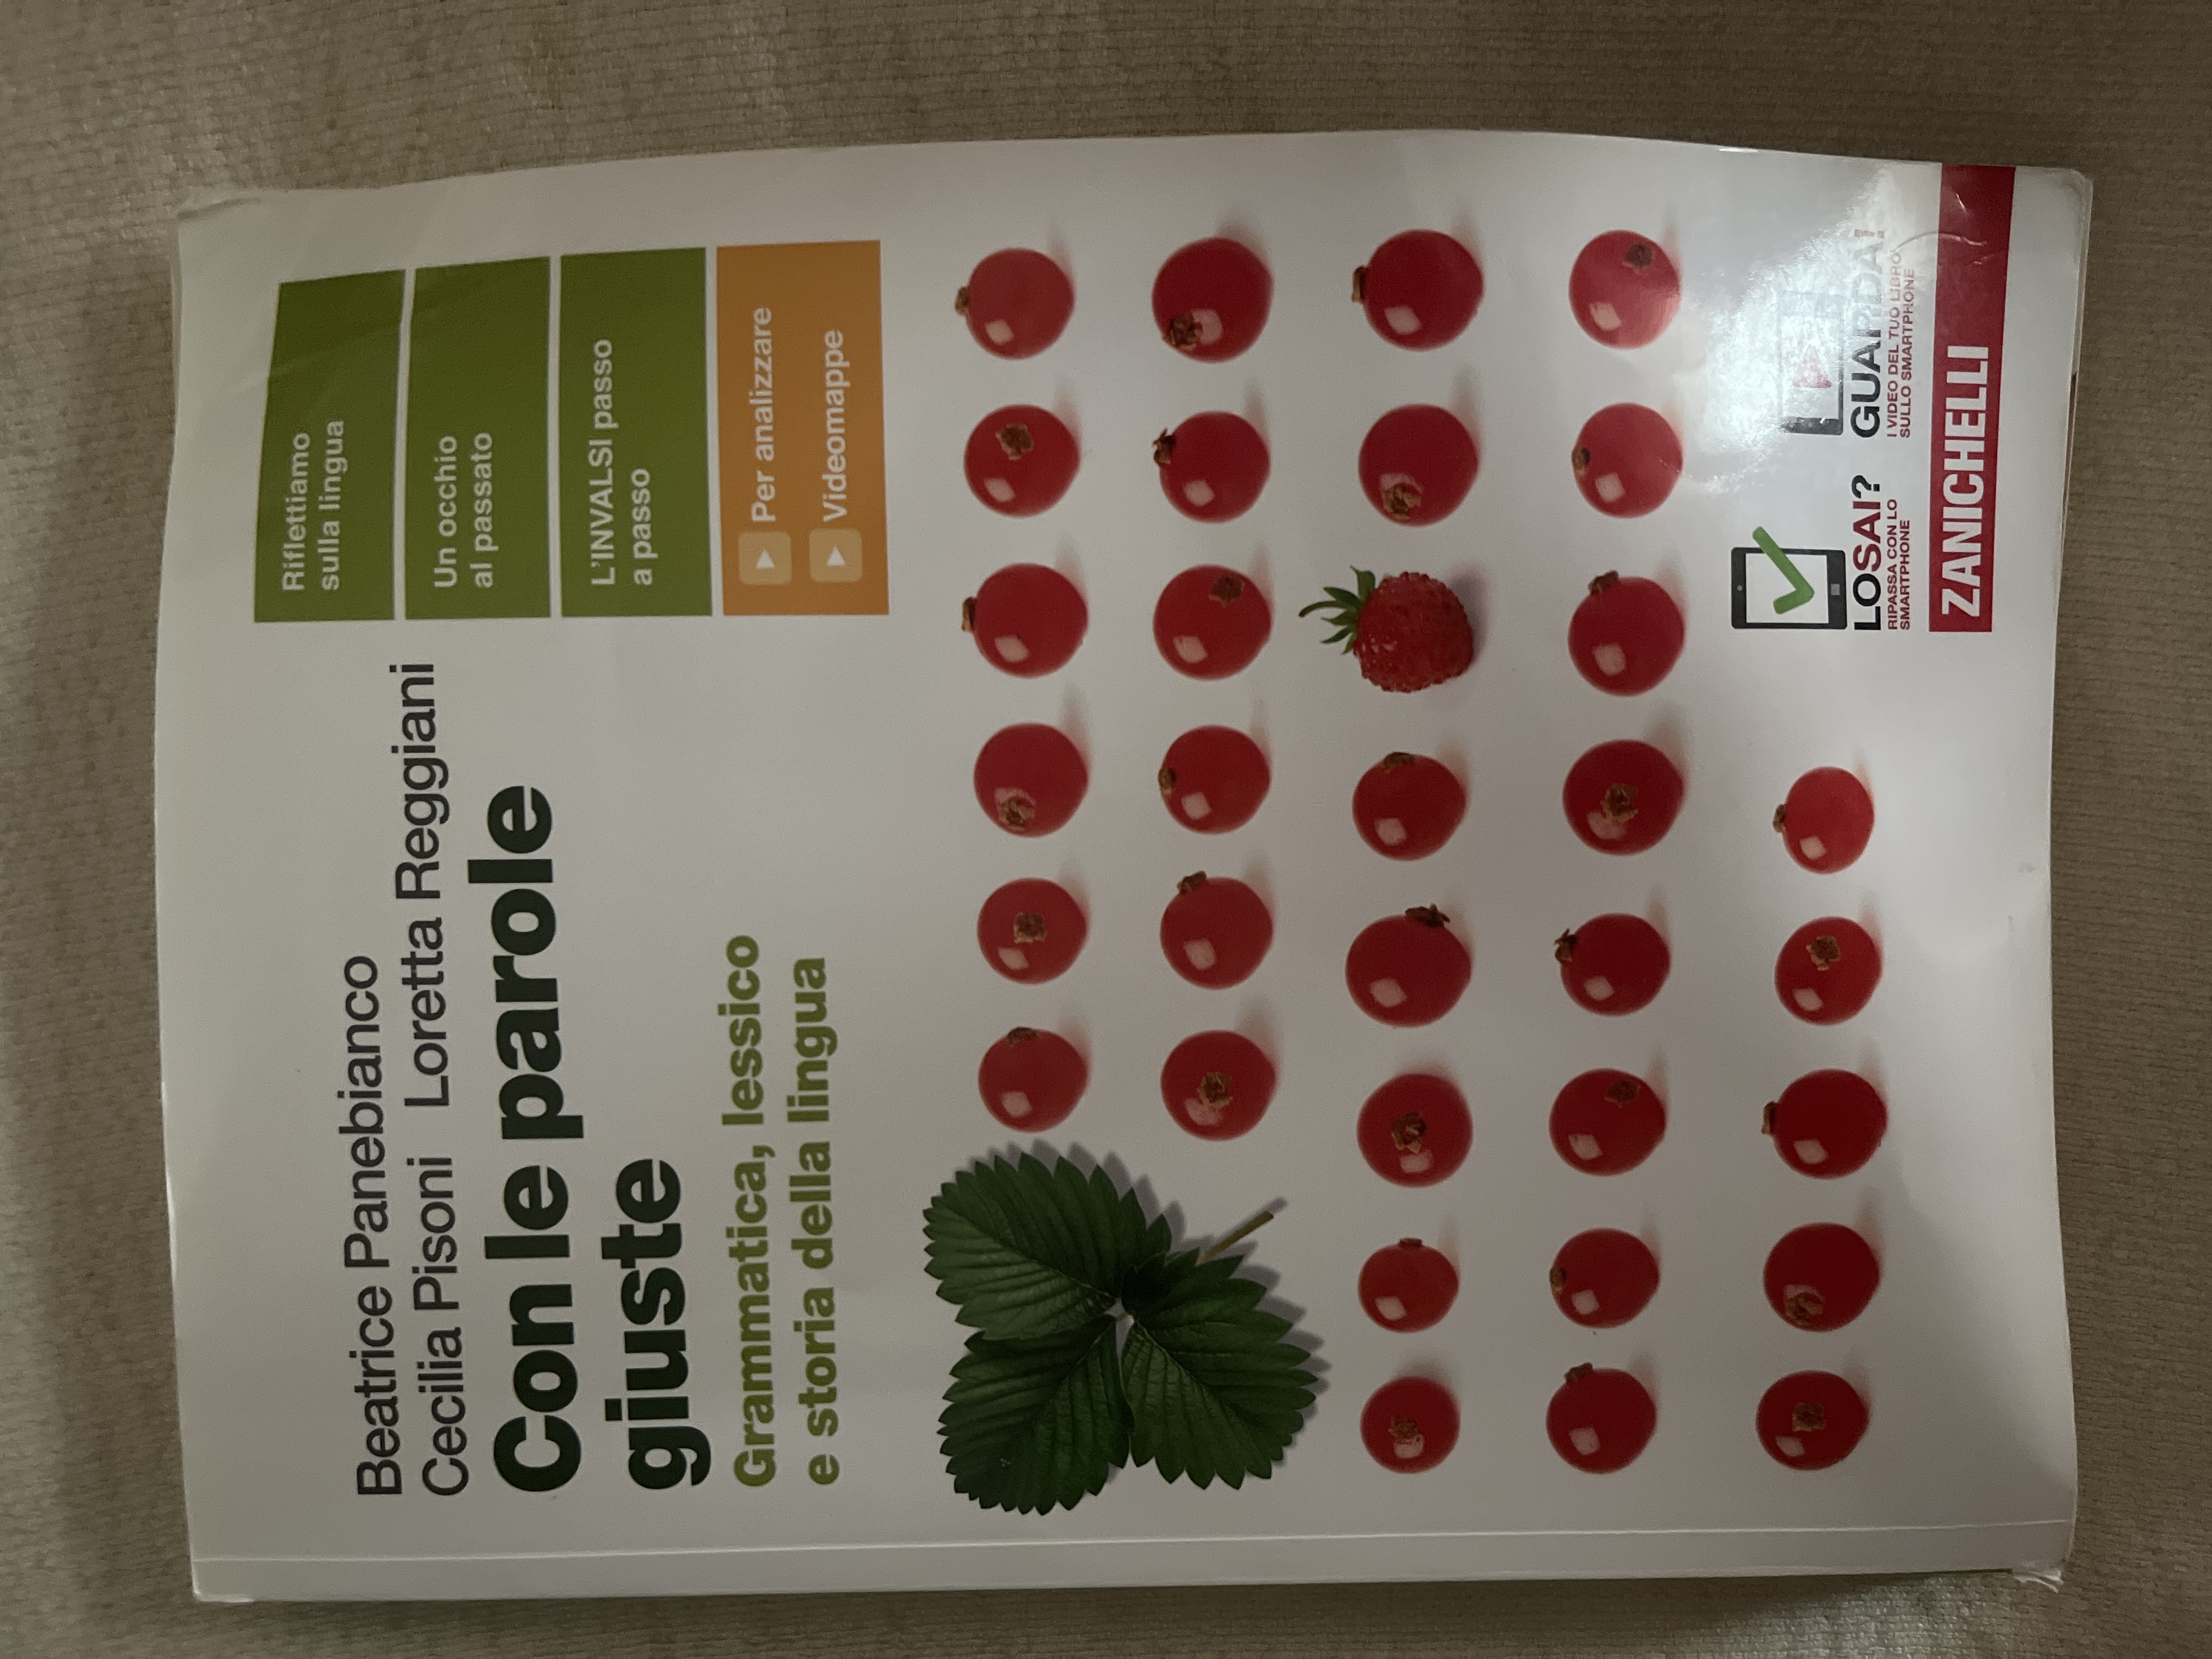 Beatrice Panebianco
Cecilia Pisoni Loretta Reggiani
Con le parole
giuste
Grammatica, lessico
e storia della lingua
Riflettiamo
sulla lingua
Un occhio
al passato
L'INVALSI passo
a passo
Per analizzare
Videomappe
LOSAI?
RIPASSA CON LO
SMARTPHONE
GUARDA!
I VIDEO DEL TUO LIBRO
SULLO SMARTPHONE
ZANICHELLI